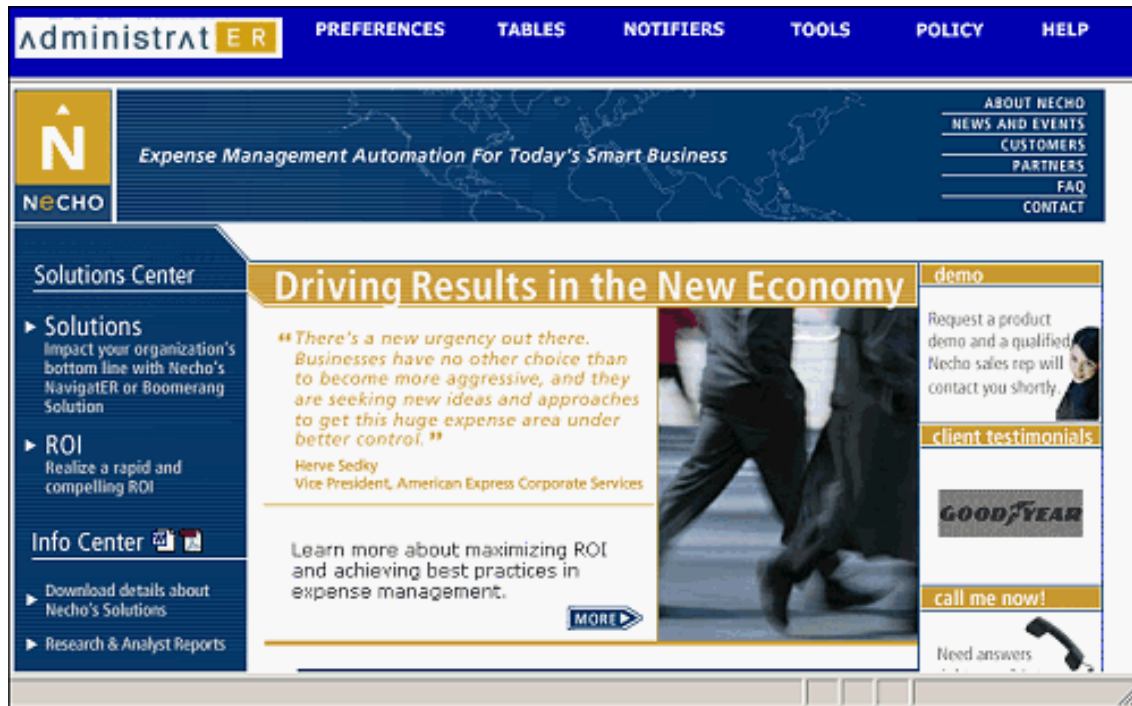 AdministratER
PREFERENCES TABLES NOTIFIERS TOOLS POLICY HELP
N
NeCHO
Expense Management Automation For Today's Smart Business
ABOUT NECHO
NEWS AND EVENTS
CUSTOMERS
PARTNERS
FAQ
CONTACT
Solutions Center
Solutions
Impact your organization's
bottom line with Necho's
NavigatER or Boomerang
Solution
ROI
Realize a rapid and
compelling ROI
Info Center
Download details about
Necho's Solutions
Research & Analyst Reports
Driving Results in the New Economy
“There's a new urgency out there.
Businesses have no other choice than
to become more aggressive, and they
are seeking new ideas and approaches
to get this huge expense area under
better control.”
Herve Sedky
Vice President, American Express Corporate Services
Learn more about maximizing ROI
and achieving best practices in
expense management.
MORE
demo
Request a product
demo and a qualified
Necho sales rep will
contact you shortly.
client testimonials
GOODYEAR
call me now!
Need answers